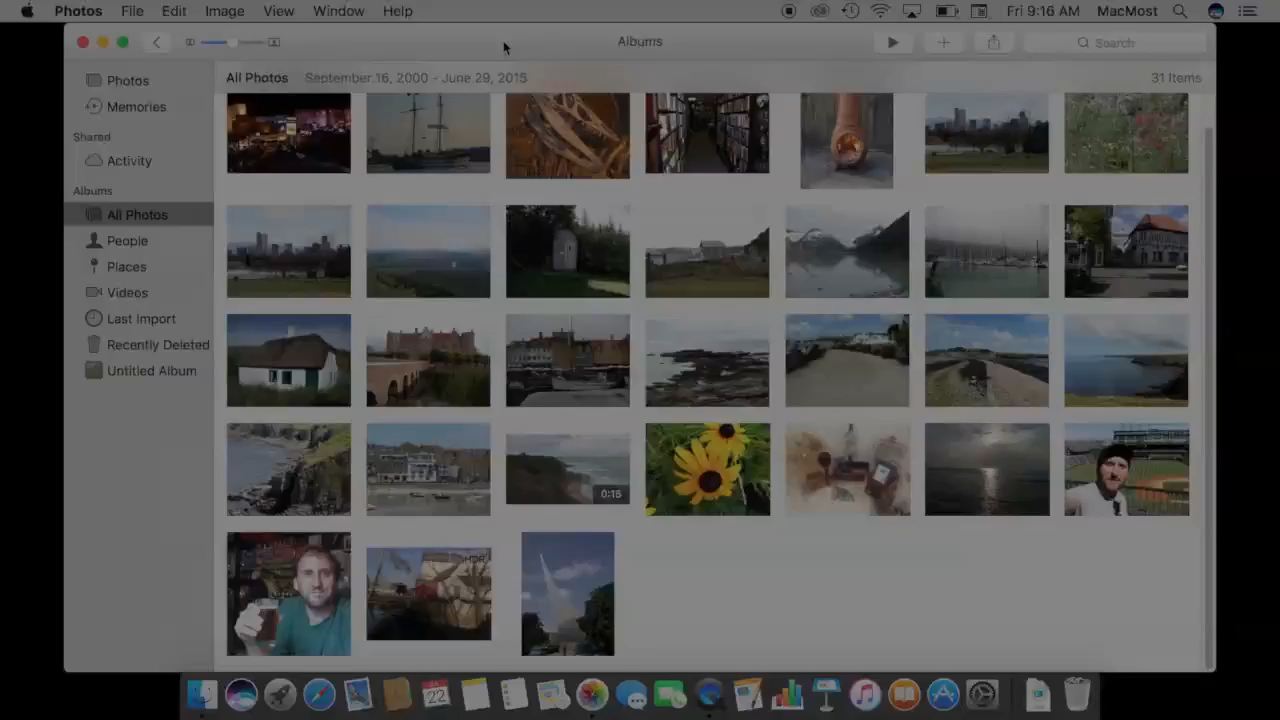 Photos File Edit Image View Window Help Fri 9:16 AM MacMost
Albums Search
Photos
Memories
Shared
Activity
Albums
All Photos
People
Places
Videos
Last Import
Recently Deleted
Untitled Album
All Photos September 16, 2000 - June 29, 2015 31 Items
0:15
HDR
22